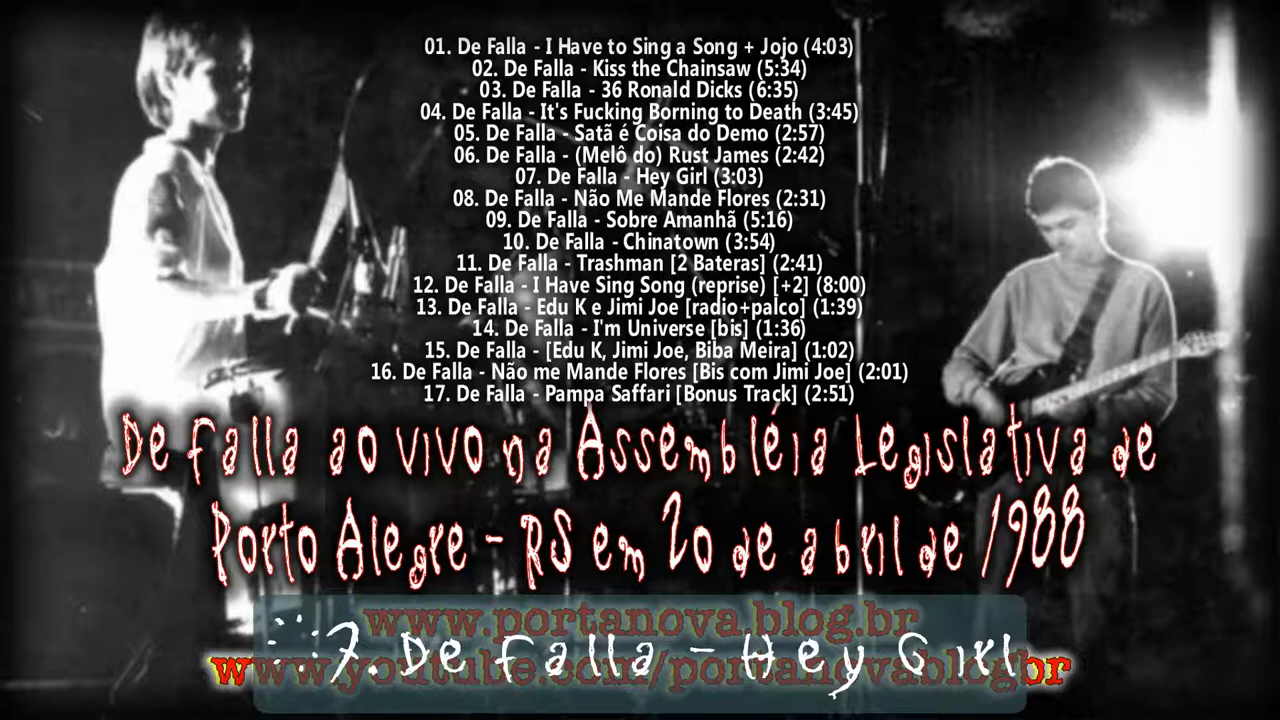 01. De Falla - I Have to Sing a Song + Jojo (4:03)
02. De Falla - Kiss the Chainsaw (5:34)
03. De Falla - 36 Ronald Dicks (6:35)
04. De Falla - It's Fucking Borning to Death (3:45)
05. De Falla - Satã é Coisa do Demo (2:57)
06. De Falla - (Melô do) Rust James (2:42)
07. De Falla - Hey Girl (3:03)
08. De Falla - Não Me Mande Flores (2:31)
09. De Falla - Sobre Amanhã (5:16)
10. De Falla - Chinatown (3:54)
11. De Falla - Trashman [2 Bateras] (2:41)
12. De Falla - I Have Sing Song (reprise) [+2] (8:00)
13. De Falla - Edu K e Jimi Joe [radio+palco] (1:39)
14. De Falla - I'm Universe [bis] (1:36)
15. De Falla - [Edu K, Jimi Joe, Biba Meira] (1:02)
16. De Falla - Não me Mande Flores [Bis com Jimi Joe] (2:01)
17. De Falla - Pampa Saffari [Bonus Track] (2:51)
De Falla ao vivo na Assembléia Legislativa de
Porto Alegre - RS em 20 de abril de 1988
www.portanova.blog.br
7. De Falla - Hey Girl
www.youtube.com/portanovablogbr